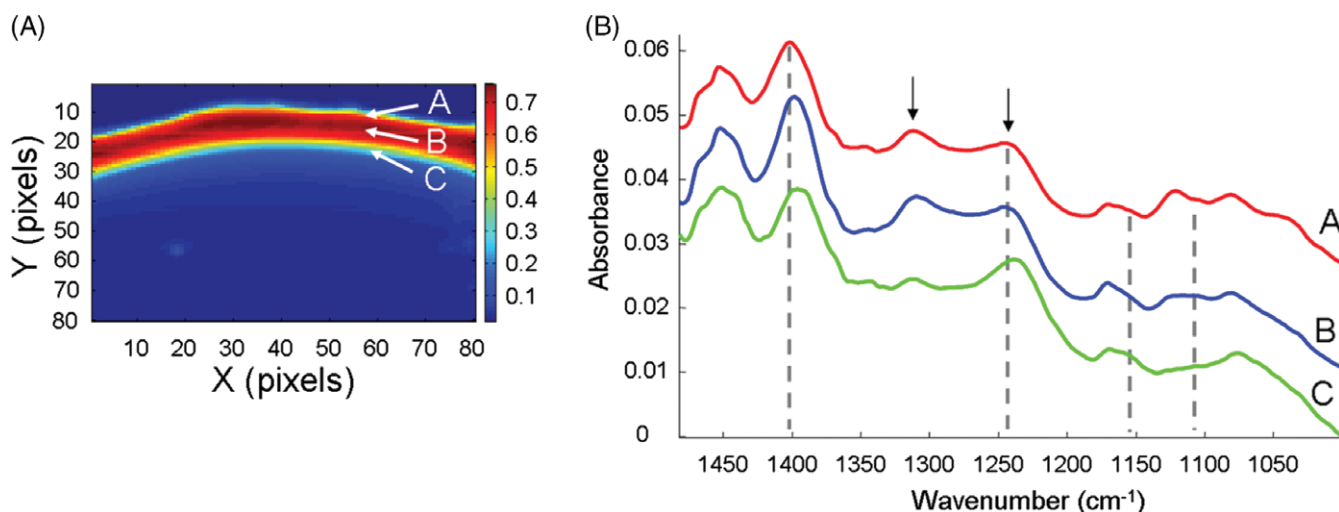 (A)
A
B
C
10
20
30
40
50
60
70
80
Y (pixels)
10 20 30 40 50 60 70 80
X (pixels)
0.7
0.6
0.5
0.4
0.3
0.2
0.1
(B)
0.06
0.05
0.04
0.03
0.02
0.01
0
Absorbance
A
B
C
1450 1400 1350 1300 1250 1200 1150 1100 1050
Wavenumber (cm⁻¹)